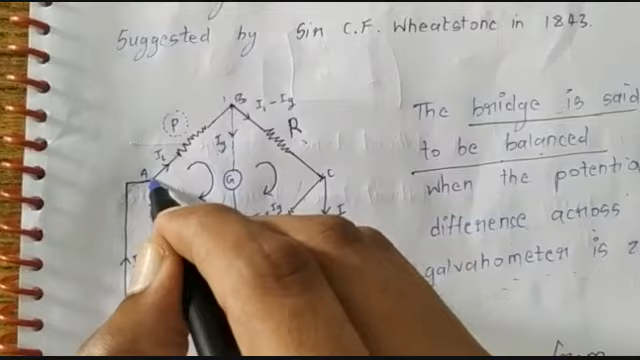 Suggested by Sir C.F. Wheatstone in 1843.
B I₁ - Ig
P
R
Ig
I₁
A
G
C
I
The bridge is said
to be balanced
when the potentia
difference across
galvanometer is